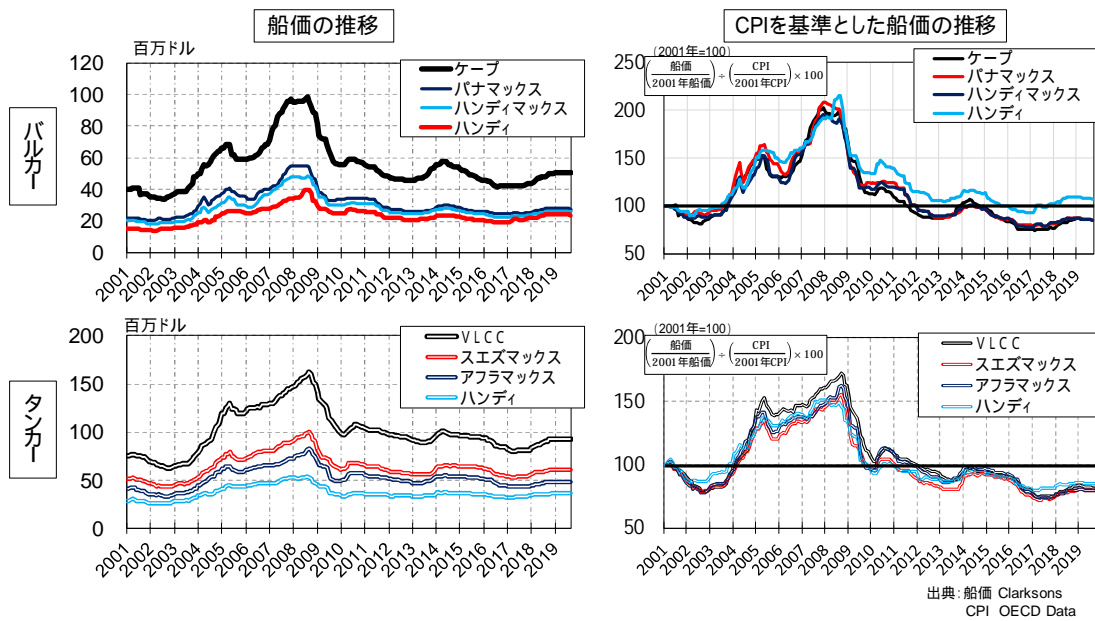 船価の推移
CPIを基準とした船価の推移
バルカー
百万ドル
120
100
80
60
40
20
0
ケープ
パナマックス
ハンディマックス
ハンディ
2001 2002 2003 2004 2005 2006 2007 2008 2009 2010 2011 2012 2013 2014 2015 2016 2017 2018 2019
(2001年=100)
250
200
150
100
50
(船価/2001年船価)÷(CPI/2001年CPI)×100
ケープ
パナマックス
ハンディマックス
ハンディ
2001 2002 2003 2004 2005 2006 2007 2008 2009 2010 2011 2012 2013 2014 2015 2016 2017 2018 2019
タンカー
百万ドル
200
150
100
50
0
VLCC
スエズマックス
アフラマックス
ハンディ
2001 2002 2003 2004 2005 2006 2007 2008 2009 2010 2011 2012 2013 2014 2015 2016 2017 2018 2019
(2001年=100)
200
150
100
50
(船価/2001年船価)÷(CPI/2001年CPI)×100
VLCC
スエズマックス
アフラマックス
ハンディ
2001 2002 2003 2004 2005 2006 2007 2008 2009 2010 2011 2012 2013 2014 2015 2016 2017 2018 2019
出典:船価 Clarksons
CPI OECD Data